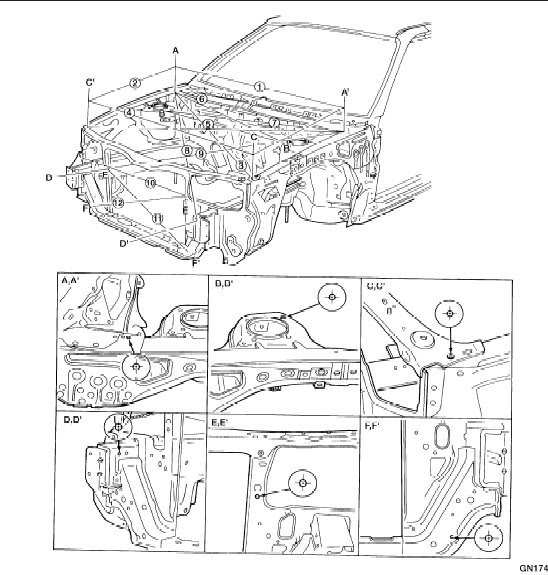 A
C'
2
1
A'
6
4
B
5
7
C
B'
8
9
3
D
E'
10
12
F
E
11
D'
F'
A,A'
B,B'
C,C'
D,D'
E,E'
F,F'
GN174